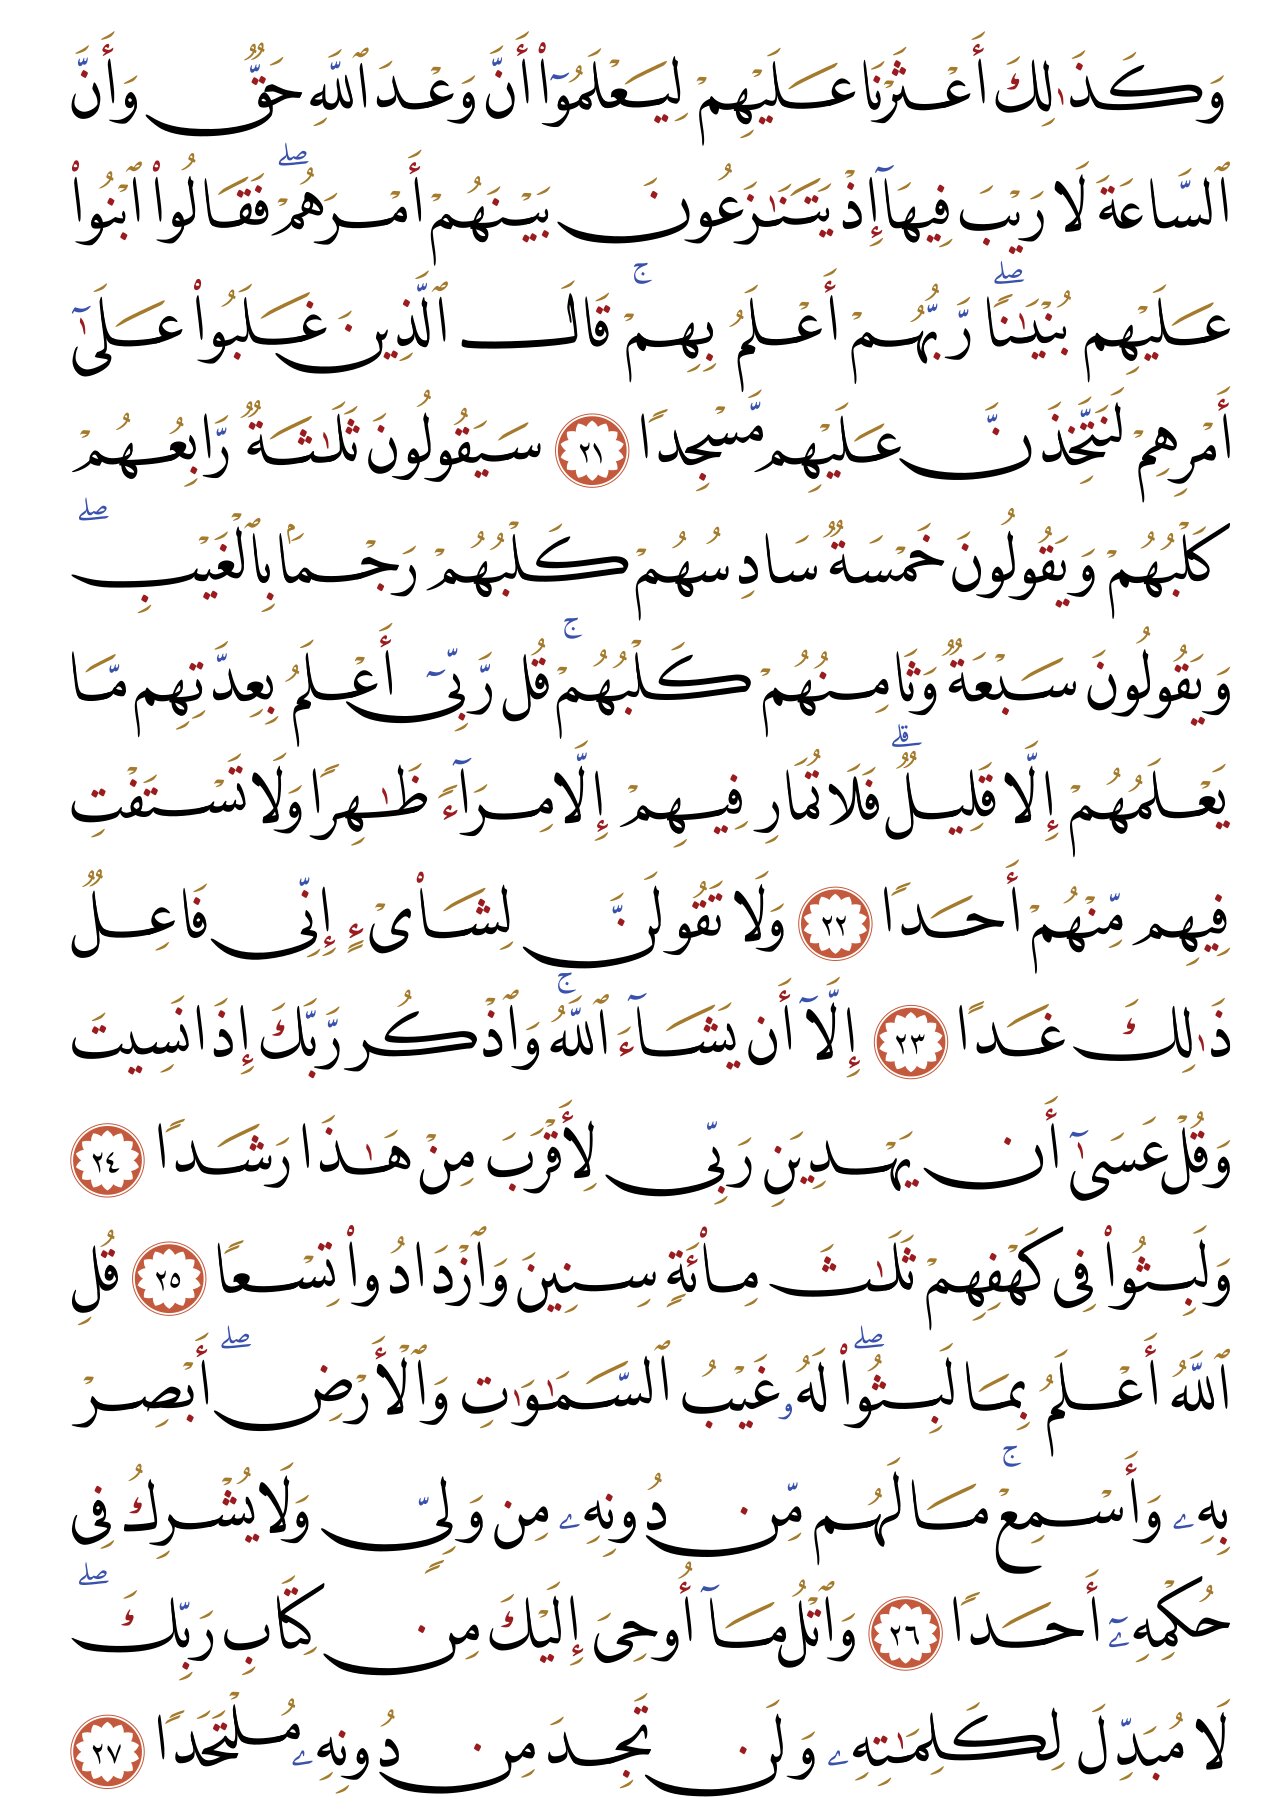 وَكَذَٰلِكَ أَعْثَرْنَا عَلَيْهِمْ لِيَعْلَمُوٓا۟ أَنَّ وَعْدَ ٱللَّهِ حَقٌّ وَأَنَّ
ٱلسَّاعَةَ لَا رَيْبَ فِيهَآ إِذْ يَتَنَـٰزَعُونَ بَيْنَهُمْ أَمْرَهُمْ ۖ فَقَالُوا۟ ٱبْنُوا۟
عَلَيْهِم بُنْيَـٰنًا ۖ رَّبُّهُمْ أَعْلَمُ بِهِمْ ۚ قَالَ ٱلَّذِينَ غَلَبُوا۟ عَلَىٰٓ
أَمْرِهِمْ لَنَتَّخِذَنَّ عَلَيْهِم مَّسْجِدًا ٢١ سَيَقُولُونَ ثَلَـٰثَةٌ رَّابِعُهُمْ
كَلْبُهُمْ وَيَقُولُونَ خَمْسَةٌ سَادِسُهُمْ كَلْبُهُمْ رَجْمًۢا بِٱلْغَيْبِ ۖ
وَيَقُولُونَ سَبْعَةٌ وَثَامِنُهُمْ كَلْبُهُمْ ۚ قُل رَّبِّىٓ أَعْلَمُ بِعِدَّتِهِم مَّا
يَعْلَمُهُمْ إِلَّا قَلِيلٌ ۗ فَلَا تُمَارِ فِيهِمْ إِلَّا مِرَآءً ظَـٰهِرًا وَلَا تَسْتَفْتِ
فِيهِم مِّنْهُمْ أَحَدًا ٢٢ وَلَا تَقُولَنَّ لِشَا۟ىْءٍ إِنِّى فَاعِلٌ
ذَٰلِكَ غَدًا ٢٣ إِلَّآ أَن يَشَآءَ ٱللَّهُ ۚ وَٱذْكُر رَّبَّكَ إِذَا نَسِيتَ
وَقُلْ عَسَىٰٓ أَن يَهْدِيَنِ رَبِّى لِأَقْرَبَ مِنْ هَـٰذَا رَشَدًا ٢٤
وَلَبِثُوا۟ فِى كَهْفِهِمْ ثَلَـٰثَ مِا۟ئَةٍ سِنِينَ وَٱزْدَادُوا۟ تِسْعًا ٢٥ قُلِ
ٱللَّهُ أَعْلَمُ بِمَا لَبِثُوا۟ ۖ لَهُۥ غَيْبُ ٱلسَّمَـٰوَٰتِ وَٱلْأَرْضِ ۖ أَبْصِرْ
بِهِۦ وَأَسْمِعْ ۚ مَا لَهُم مِّن دُونِهِۦ مِن وَلِىٍّ وَلَا يُشْرِكُ فِى
حُكْمِهِۦٓ أَحَدًا ٢٦ وَٱتْلُ مَآ أُوحِىَ إِلَيْكَ مِن كِتَابِ رَبِّكَ ۖ
لَا مُبَدِّلَ لِكَلِمَـٰتِهِۦ وَلَن تَجِدَ مِن دُونِهِۦ مُلْتَحَدًا ٢٧